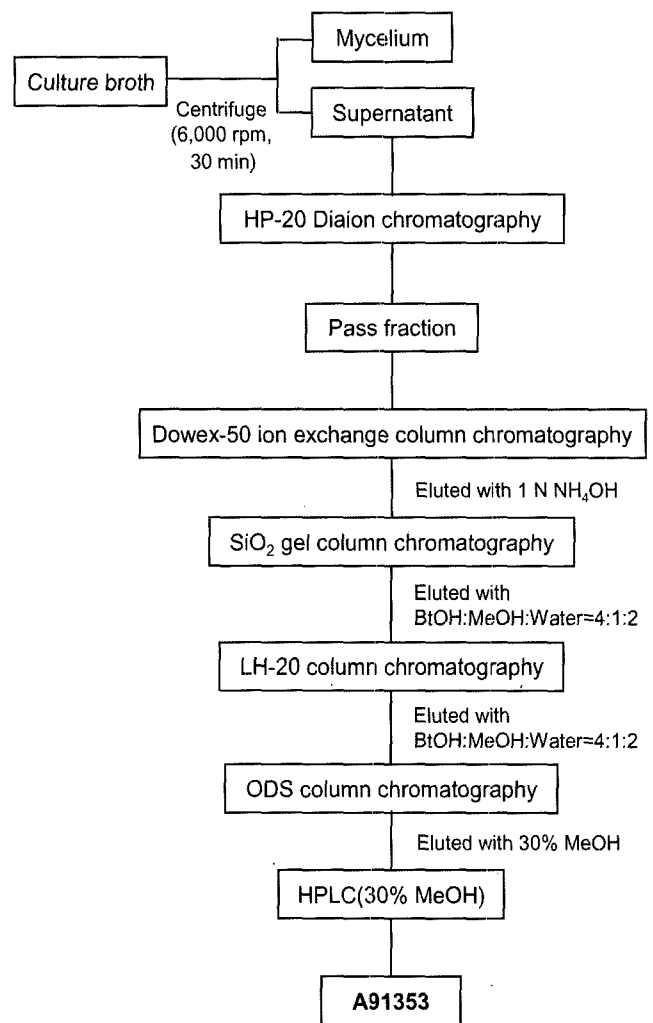 Mycelium
Culture broth
Centrifuge
(6,000 rpm,
30 min)
Supernatant
HP-20 Diaion chromatography
Pass fraction
Dowex-50 ion exchange column chromatography
Eluted with 1 N NH₄OH
SiO₂ gel column chromatography
Eluted with
BtOH:MeOH:Water=4:1:2
LH-20 column chromatography
Eluted with
BtOH:MeOH:Water=4:1:2
ODS column chromatography
Eluted with 30% MeOH
HPLC(30% MeOH)
A91353